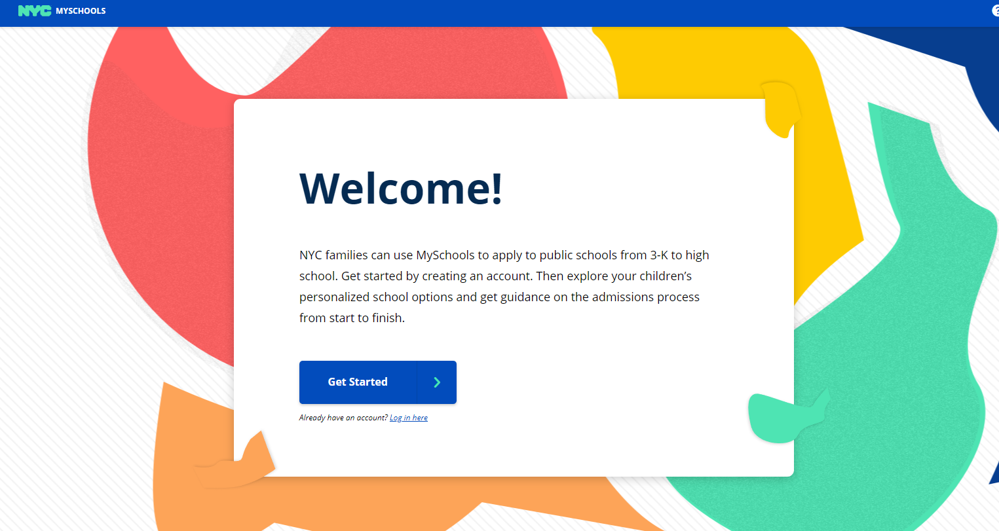 NYC MYSCHOOLS
?
Welcome!
NYC families can use MySchools to apply to public schools from 3-K to high
school. Get started by creating an account. Then explore your children’s
personalized school options and get guidance on the admissions process
from start to finish.
Get Started
Already have an account? Log in here